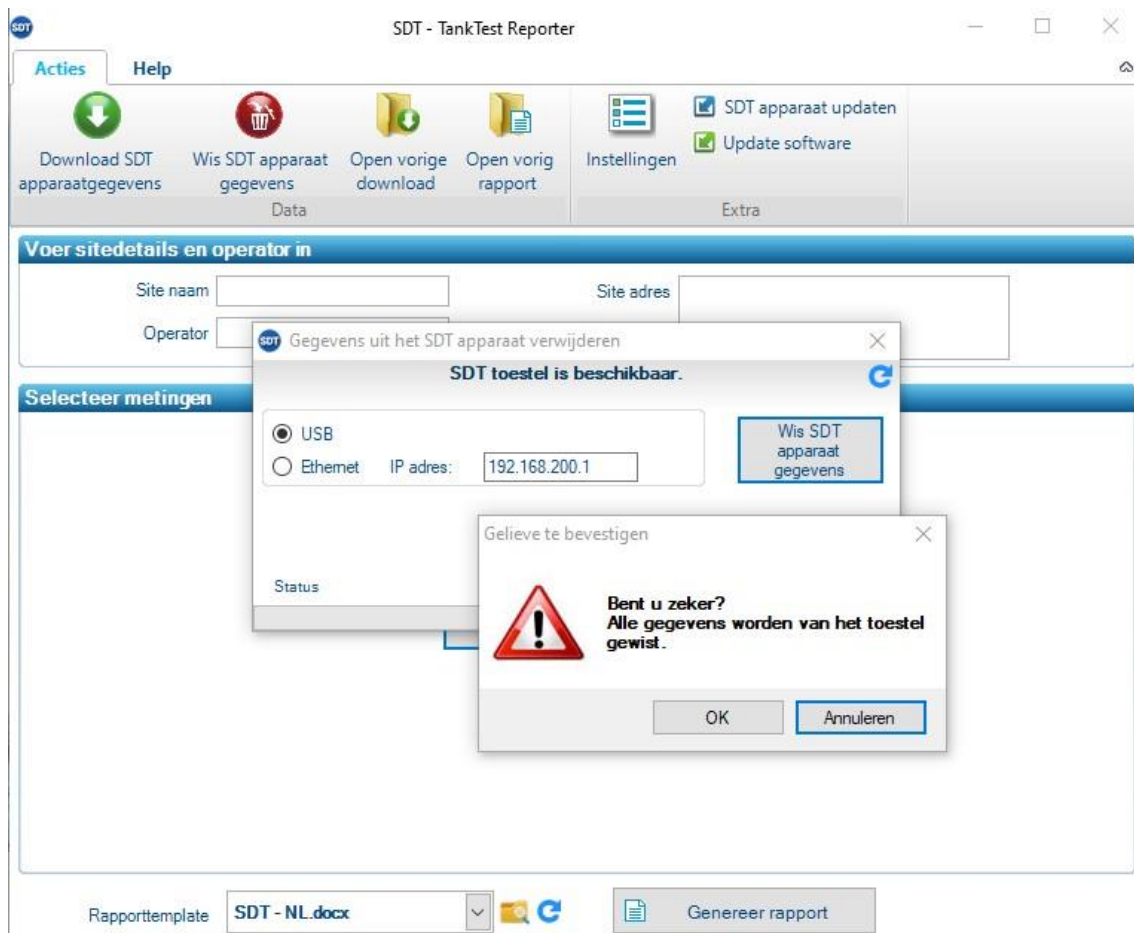 SDT
SDT - TankTest Reporter
Acties
Help
Download SDT
apparaatgegevens
Wis SDT apparaat
gegevens
Open vorige
download
Open vorig
rapport
Data
Instellingen
SDT apparaat updaten
Update software
Extra
Voer sitedetails en operator in
Site naam
Site adres
Operator
SDT
Gegevens uit het SDT apparaat verwijderen
SDT toestel is beschikbaar.
Selecteer metingen
USB
Ethernet
IP adres:
192.168.200.1
Wis SDT
apparaat
gegevens
Status
Gelieve te bevestigen
Bent u zeker?
Alle gegevens worden van het toestel
gewist.
OK
Annuleren
Rapporttemplate
SDT - NL.docx
Genereer rapport